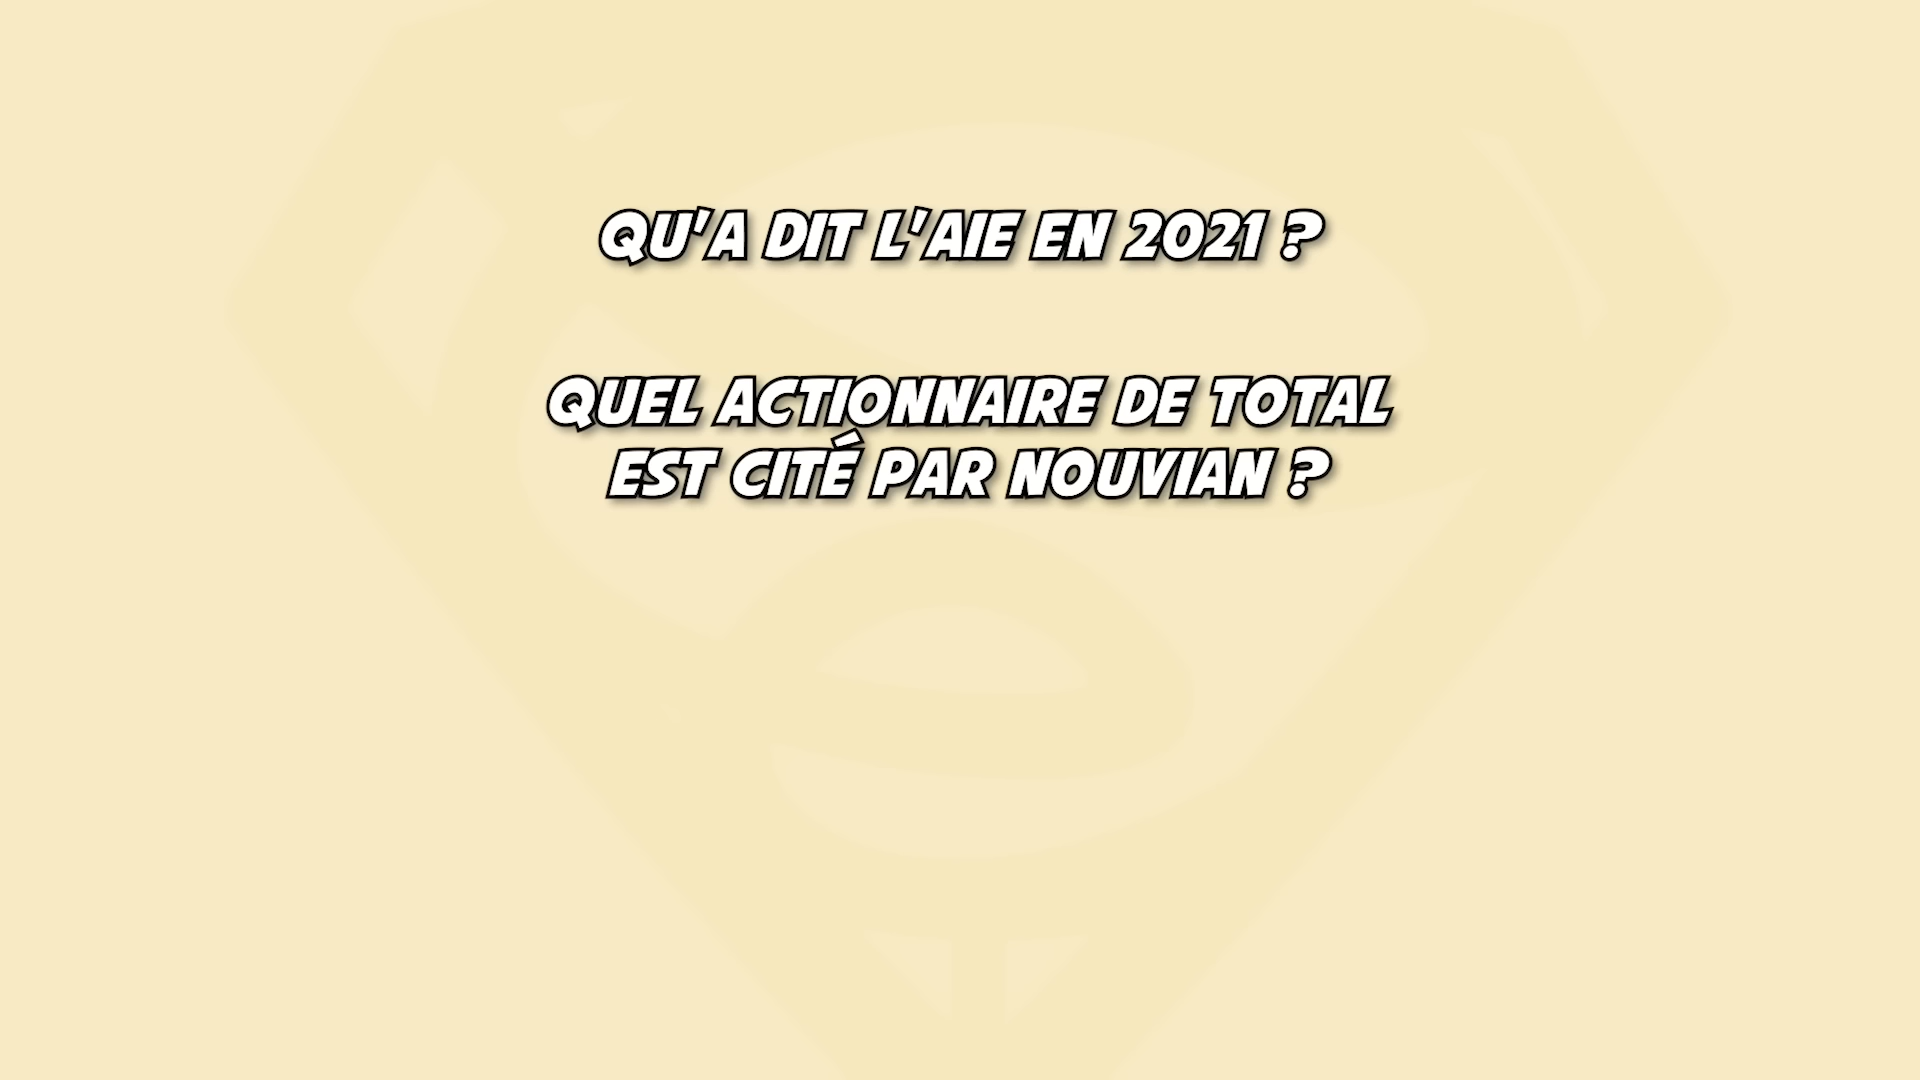 QU'A DIT L'AIE EN 2021 ?
QUEL ACTIONNAIRE DE TOTAL
EST CITÉ PAR NOUVIAN ?